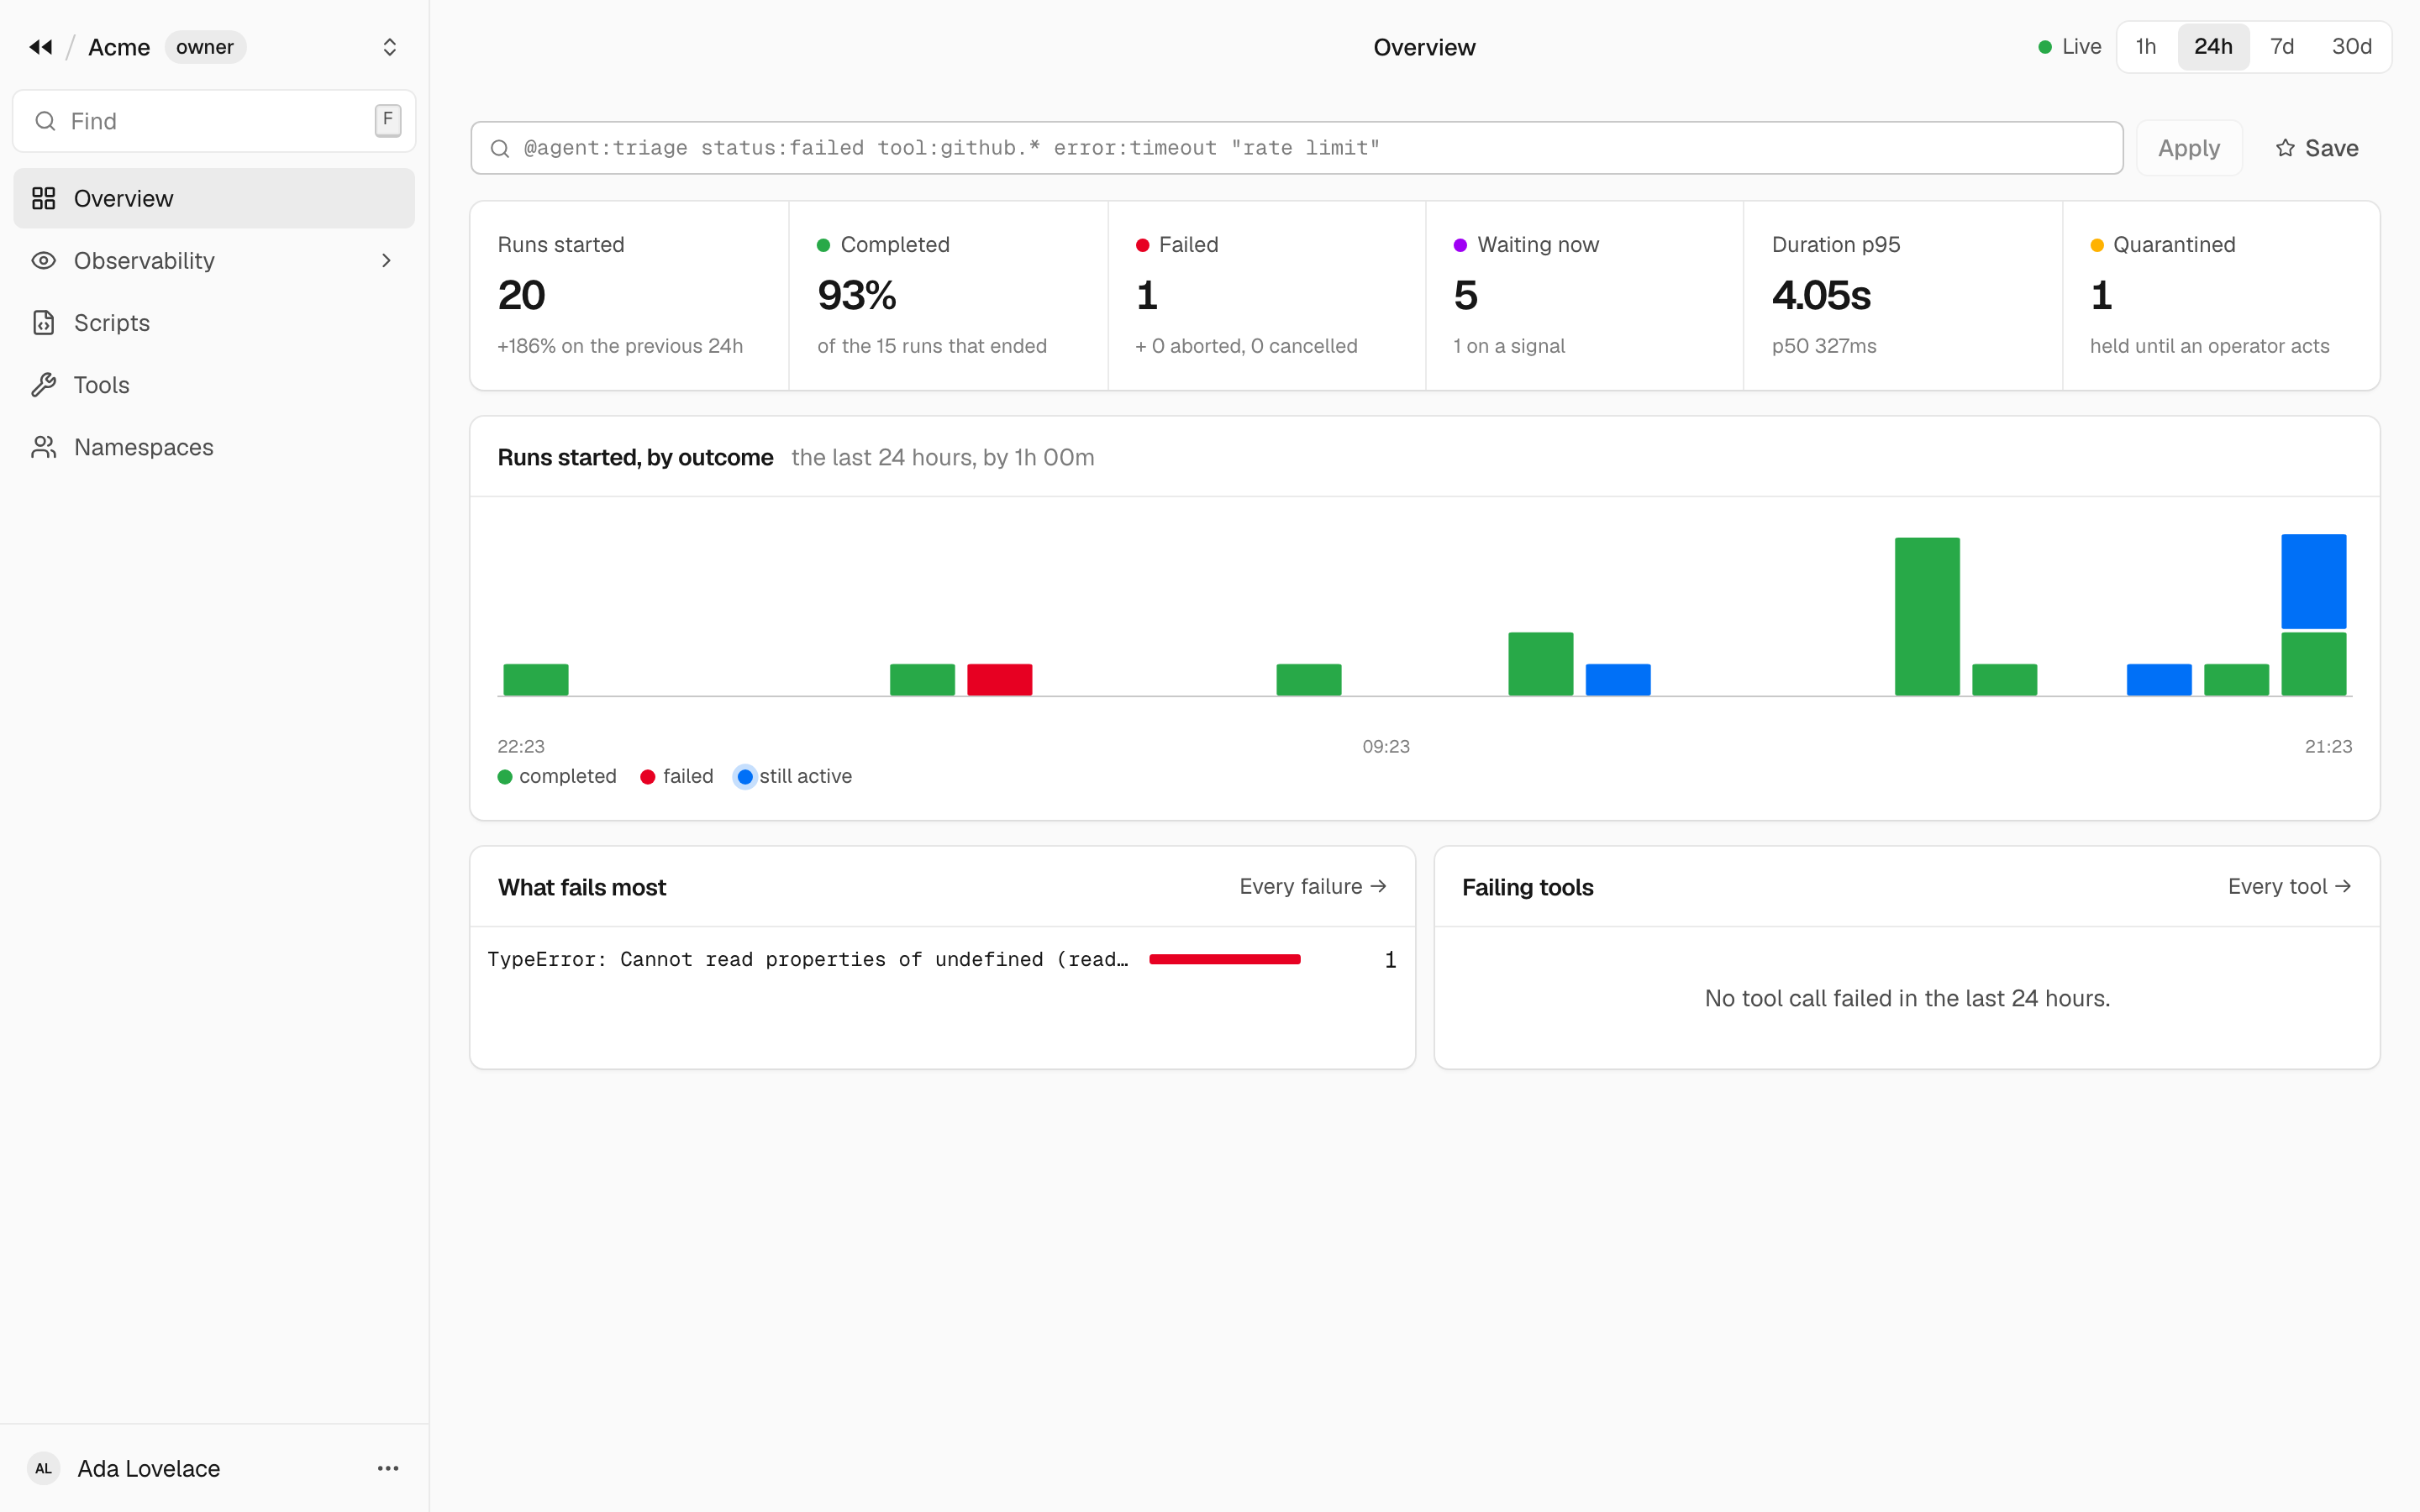 / Acme owner
Find F
Overview
Observability
Scripts
Tools
Namespaces
AL Ada Lovelace
Overview
Live 1h 24h 7d 30d
@agent:triage status:failed tool:github.* error:timeout "rate limit" Apply Save
Runs started
20
+186% on the previous 24h
Completed
93%
of the 15 runs that ended
Failed
1
+ 0 aborted, 0 cancelled
Waiting now
5
1 on a signal
Duration p95
4.05s
p50 327ms
Quarantined
1
held until an operator acts
Runs started, by outcome the last 24 hours, by 1h 00m
22:23 09:23 21:23
completed failed still active
What fails most Every failure →
TypeError: Cannot read properties of undefined (read… 1
Failing tools Every tool →
No tool call failed in the last 24 hours.